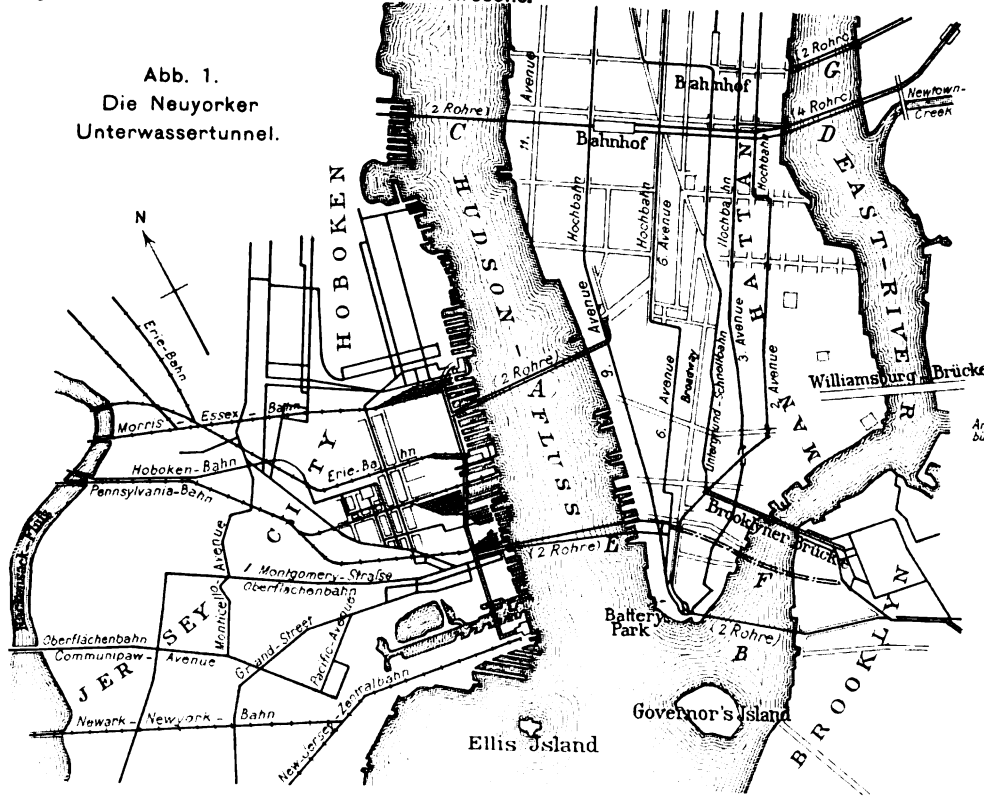 Abb. 1.
Die Neuyorker
Unterwassertunnel.
N
HOBOKEN
HUDSON-
AFLUSS
(2 Rohre)
C
11. Avenue
Bahnhof
Bahnhof
(2 Rohre
G
4 Rohre)
D
Newtown-
Creek
EAST-RIVER
Hochbahn
Hochbahn
6. Avenue
Hochbahn
Hochbahn
MANHATTAN
3. Avenue
2. Avenue
9. Avenue
6. Avenue
Broadway
Untergrund-Schnellbahn
Williamsburg Brücke
Brooklyner Brücke
(2 Rohre)
A
Erie-Bahn
Morris - Essex - Bahn
Hoboken-Bahn
Pennsylvania-Bahn
Erie-Bahn
Hackensack-Fluß
JERSEY
CITY
Monticello Avenue
Montgomery-Straße
Oberflächenbahn
Grand-Street
Pacific-Avenue
Oberflächenbahn
Communipaw- Avenue
Newark - Newyork - Bahn
New-Jersey Zentralbahn
(2 Rohre)
E
F
Battery
Park
(2 Rohre)
B
Governor's Island
Ellis Island
BROOKLYN